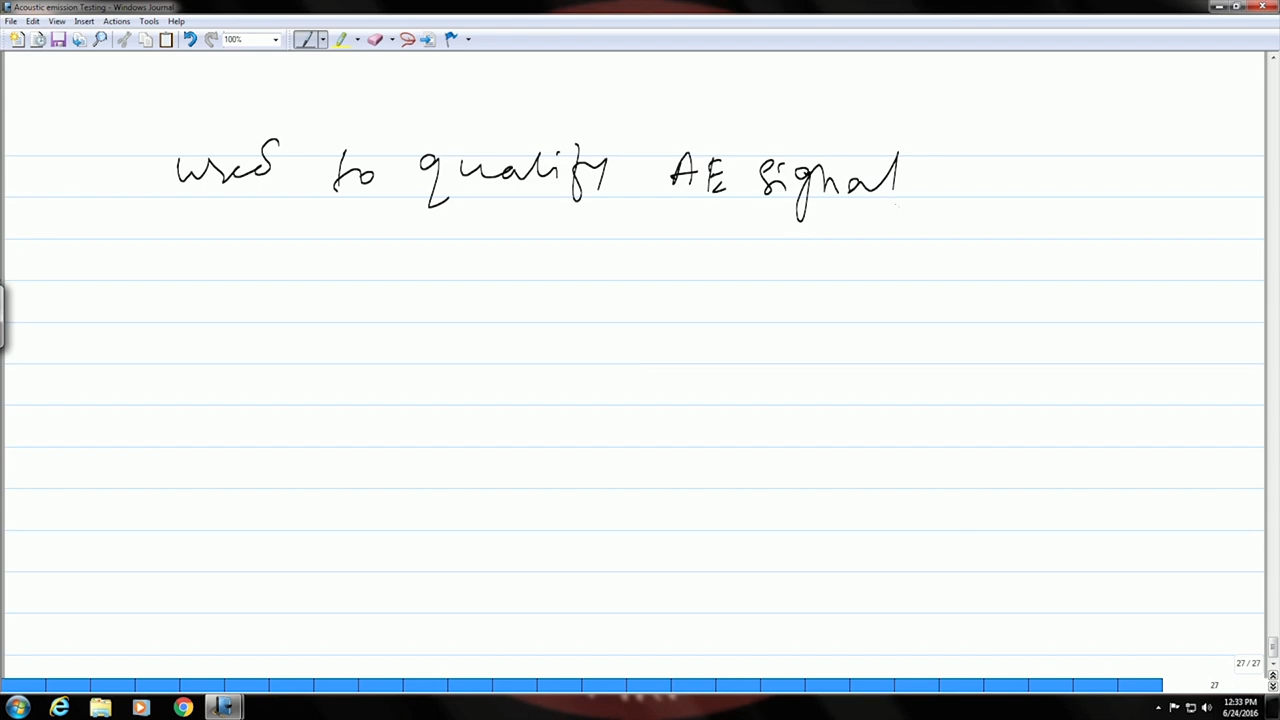 Acoustic emission Testing - Windows Journal
File Edit View Insert Actions Tools Help
100%
used to qualify AE signal
27 / 27
27
12:33 PM
6/24/2016